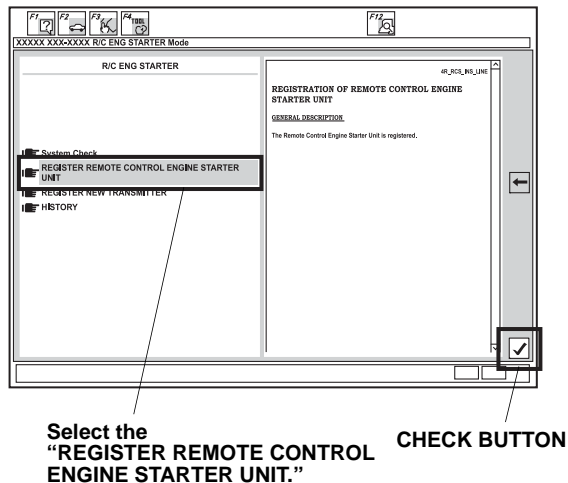 F1 F2 F3 F4 TOOL F12
XXXXX XXX-XXXX R/C ENG STARTER Mode
R/C ENG STARTER
System Check
REGISTER REMOTE CONTROL ENGINE STARTER
UNIT
REGISTER NEW TRANSMITTER
HISTORY
4R_RCS_INS_LINE
REGISTRATION OF REMOTE CONTROL ENGINE
STARTER UNIT
GENERAL DESCRIPTION
The Remote Control Engine Starter Unit is registered.
Select the
“REGISTER REMOTE CONTROL
ENGINE STARTER UNIT.”
CHECK BUTTON